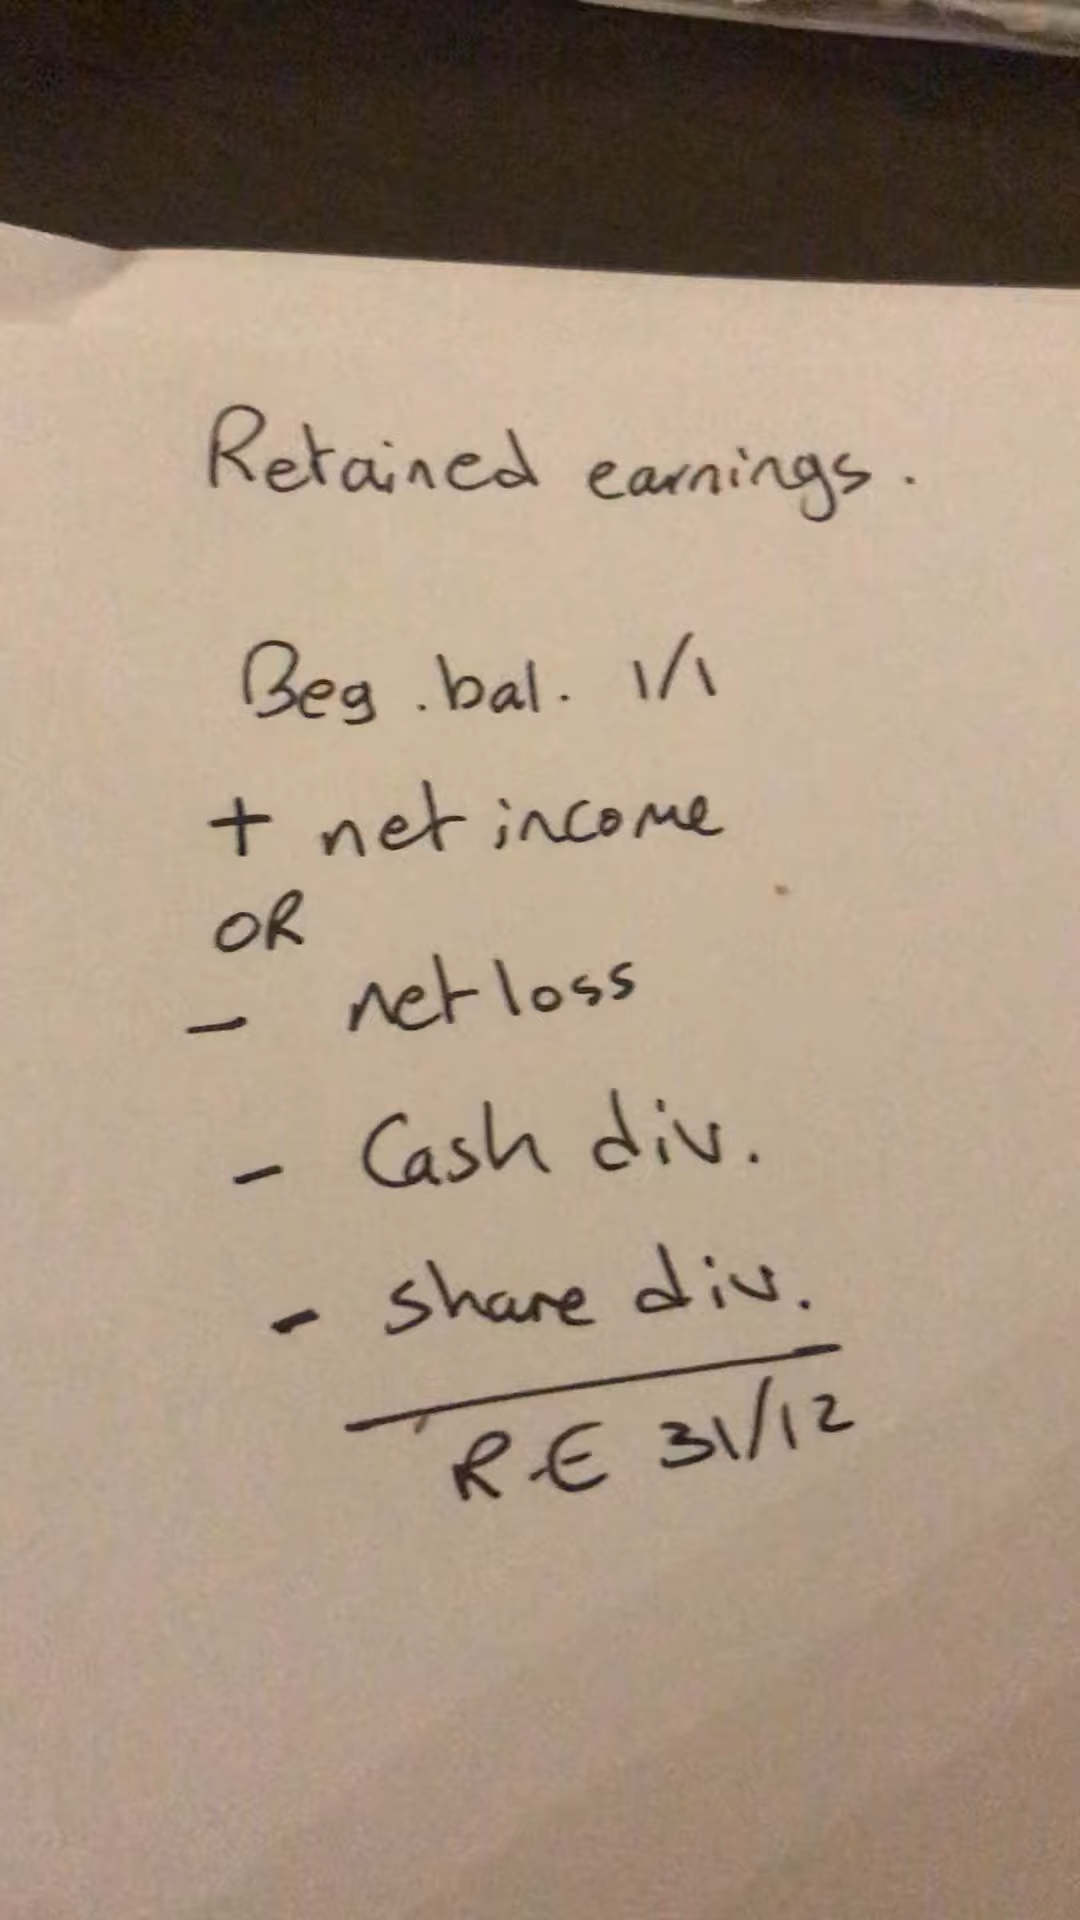 Retained earnings.
Beg. bal. 1/1
+ net income
OR
- net loss
- Cash div.
- share div.
RE 31/12